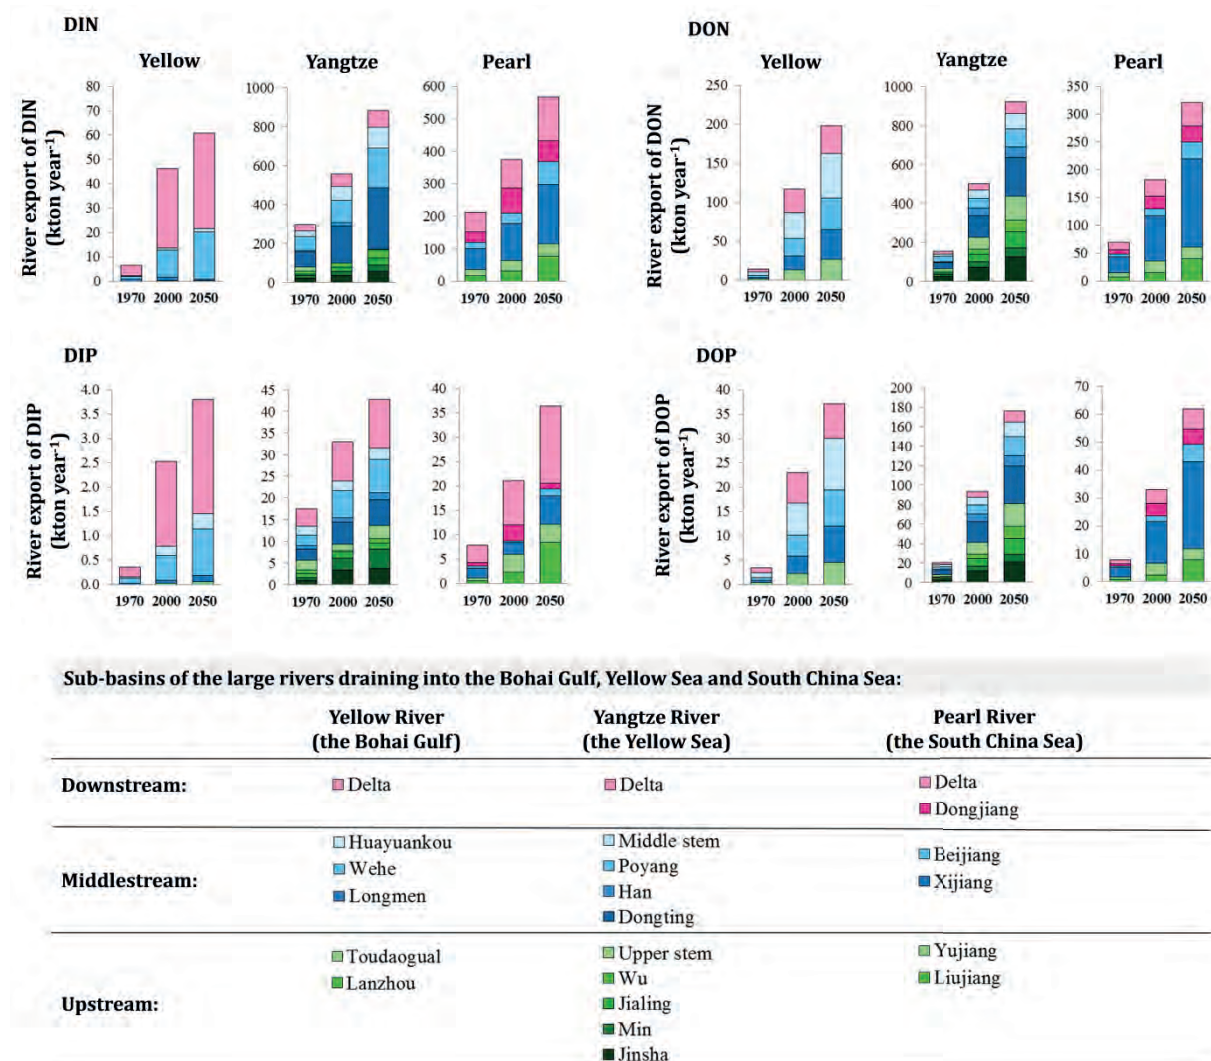 DIN
DON
Yellow
Yangtze
Pearl
Yellow
Yangtze
Pearl
River export of DIN
(kton year-1)
80
70
60
50
40
30
20
10
0
1970 2000 2050
1000
800
600
400
200
0
1970 2000 2050
600
500
400
300
200
100
0
1970 2000 2050
River export of DON
(kton year-1)
250
200
150
100
50
0
1970 2000 2050
1000
800
600
400
200
0
1970 2000 2050
350
300
250
200
150
100
50
0
1970 2000 2050
DIP
DOP
River export of DIP
(kton year-1)
4.0
3.5
3.0
2.5
2.0
1.5
1.0
0.5
0.0
1970 2000 2050
45
40
35
30
25
20
15
10
5
0
1970 2000 2050
40
35
30
25
20
15
10
5
0
1970 2000 2050
River export of DOP
(kton year-1)
40
35
30
25
20
15
10
5
0
1970 2000 2050
200
180
160
140
120
100
80
60
40
20
0
1970 2000 2050
70
60
50
40
30
20
10
0
1970 2000 2050
Sub-basins of the large rivers draining into the Bohai Gulf, Yellow Sea and South China Sea:
Yellow River
(the Bohai Gulf)
Yangtze River
(the Yellow Sea)
Pearl River
(the South China Sea)
Downstream:
Delta
Delta
Delta
Dongjiang
Middlestream:
Huayuankou
Wehe
Longmen
Middle stem
Poyang
Han
Dongting
Beijiang
Xijiang
Upstream:
Toudaogual
Lanzhou
Upper stem
Wu
Jialing
Min
Jinsha
Yujiang
Liujiang